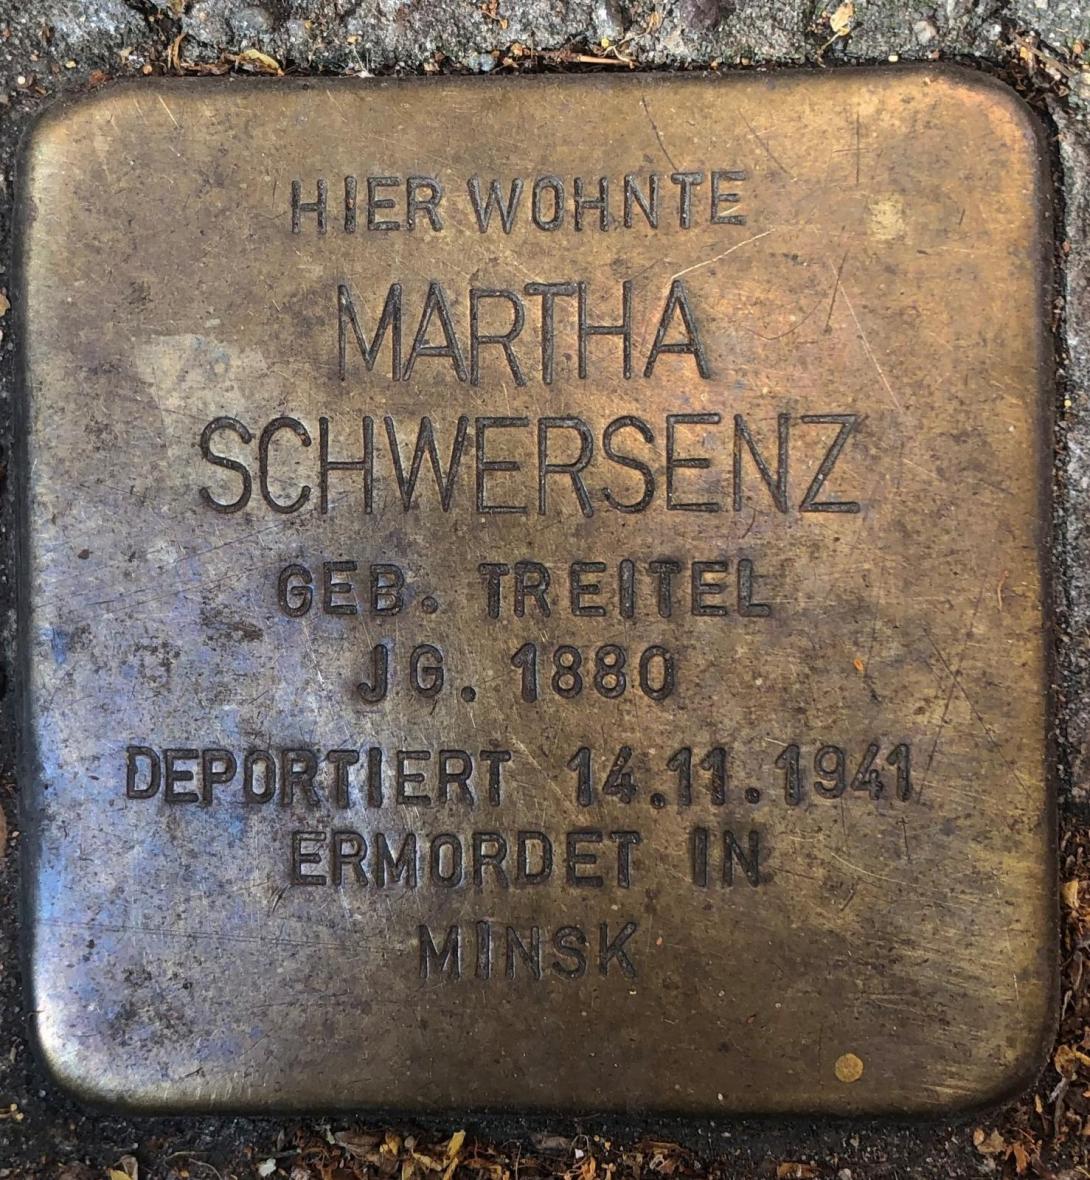 HIER WOHNTE
MARTHA
SCHWERSENZ
GEB. TREITEL
JG. 1880
DEPORTIERT 14.11.1941
ERMORDET IN
MINSK